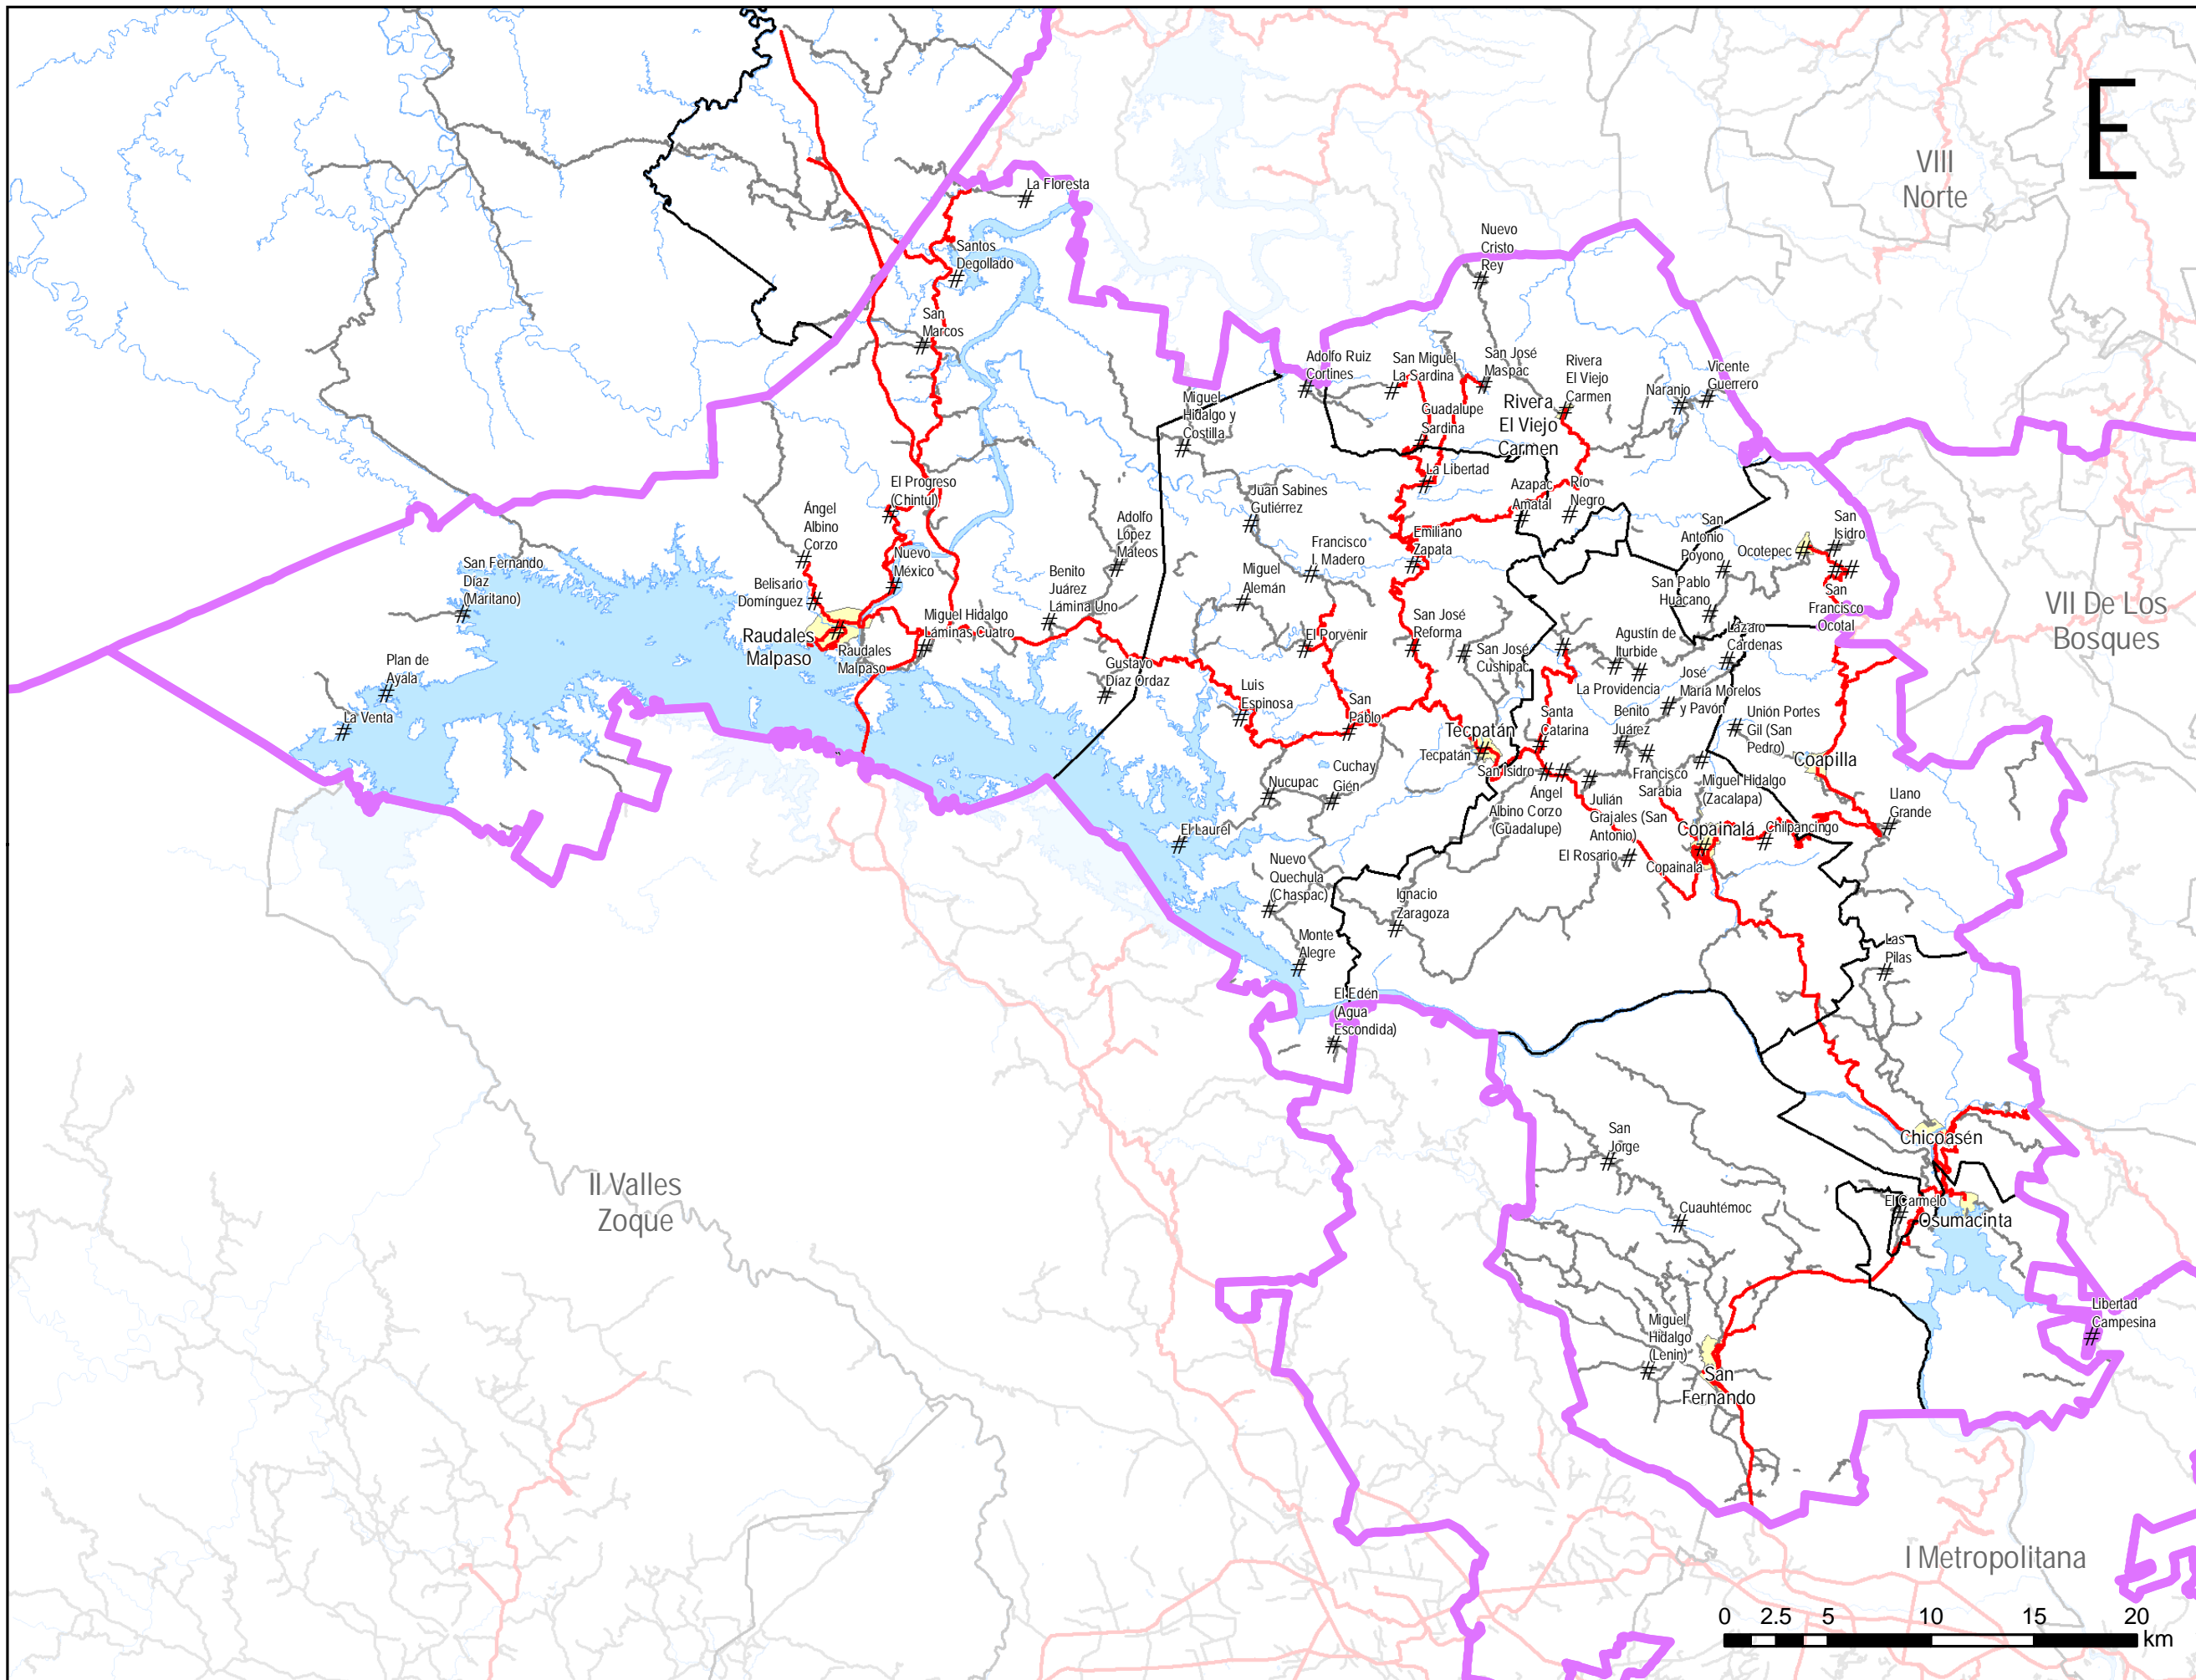 E
VIII
Norte
La Floresta
Santos
Degollado
Nuevo
Cristo
Rey
San
Marcos
Adolfo Ruiz
Cortines
San Miguel
La Sardina
San José
Maspac
Rivera
El Viejo
Carmen
Vicente
Guerrero
Naranjo
Miguel
Hidalgo y
Costilla
Guadalupe
Sardina
Rivera
El Viejo
Carmen
La Libertad
El Progreso
(Chintul)
Juan Sabines
Gutiérrez
Azapac
Amatal
Río
Negro
Ángel
Albino
Corzo
Adolfo
López
Mateos
San
Antonio
Poyono
San
Isidro
Ocotepec
Emiliano
Zapata
Francisco
I. Madero
Nuevo
México
San Fernando
Díaz
(Maritano)
Belisario
Domínguez
Benito
Juárez
Lámina Uno
Miguel
Alemán
San Pablo
Huacano
San
Francisco
Ocotal
VII De Los
Bosques
Miguel Hidalgo
Láminas Cuatro
Raudales
Malpaso
Raudales
Malpaso
El Porvenir
San José
Reforma
San José
Cushipac
Agustín de
Iturbide
Lázaro
Cárdenas
Plan de
Ayala
Gustavo
Díaz Ordaz
La Providencia
José
María Morelos
y Pavón
La Venta
Luis
Espinosa
San
Pablo
Santa
Catarina
Benito
Juárez
Unión Portes
Gil (San
Pedro)
Tecpatán
Tecpatán
Coapilla
San Isidro
Cuchay
Gién
Nucupac
Francisco
Sarabia
Miguel Hidalgo
(Zacalapa)
Ángel
Albino Corzo
(Guadalupe)
Julián
Grajales (San
Antonio)
Llano
Grande
El Laurel
Copainalá
Chilpancingo
El Rosario
Copainalá
Nuevo
Quechula
(Chaspac)
Ignacio
Zaragoza
Monte
Alegre
Las
Pilas
El Edén
(Agua
Escondida)
San
Jorge
Chicoasén
II Valles
Zoque
Cuauhtémoc
El Carmelo
Osumacinta
Libertad
Campesina
Miguel
Hidalgo
(Lenin)
San
Fernando
I Metropolitana
0 2.5 5 10 15 20
km